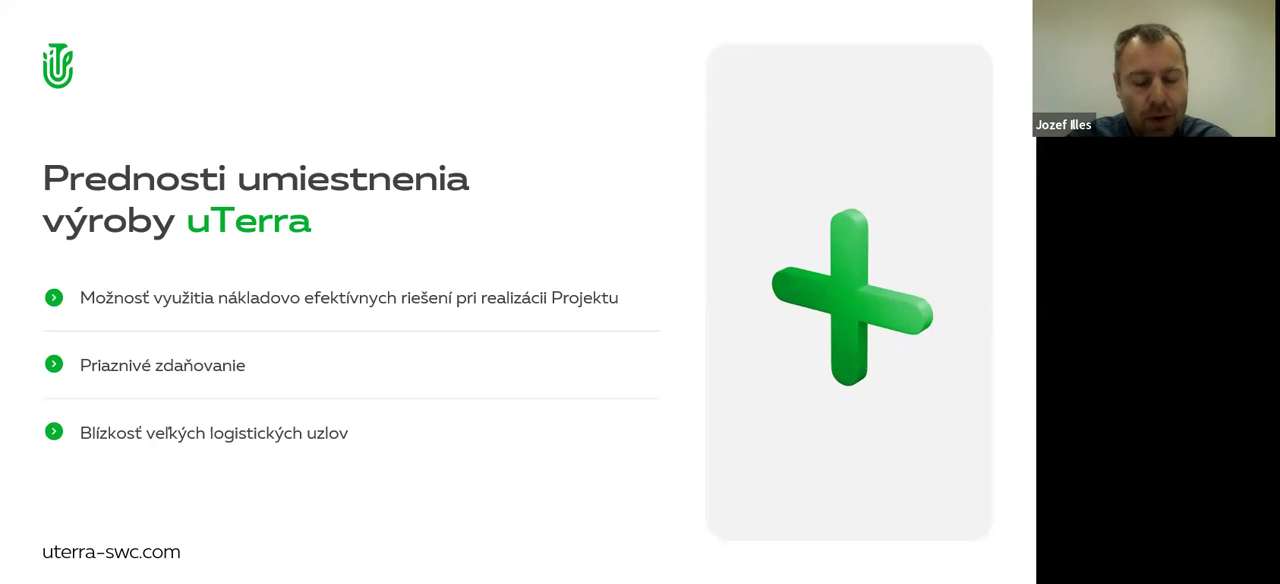 Prednosti umiestnenia
výroby uTerra
Možnosť využitia nákladovo efektívnych riešení pri realizácii Projektu
Priaznivé zdaňovanie
Blízkosť veľkých logistických uzlov
uterra-swc.com
Jozef Illes